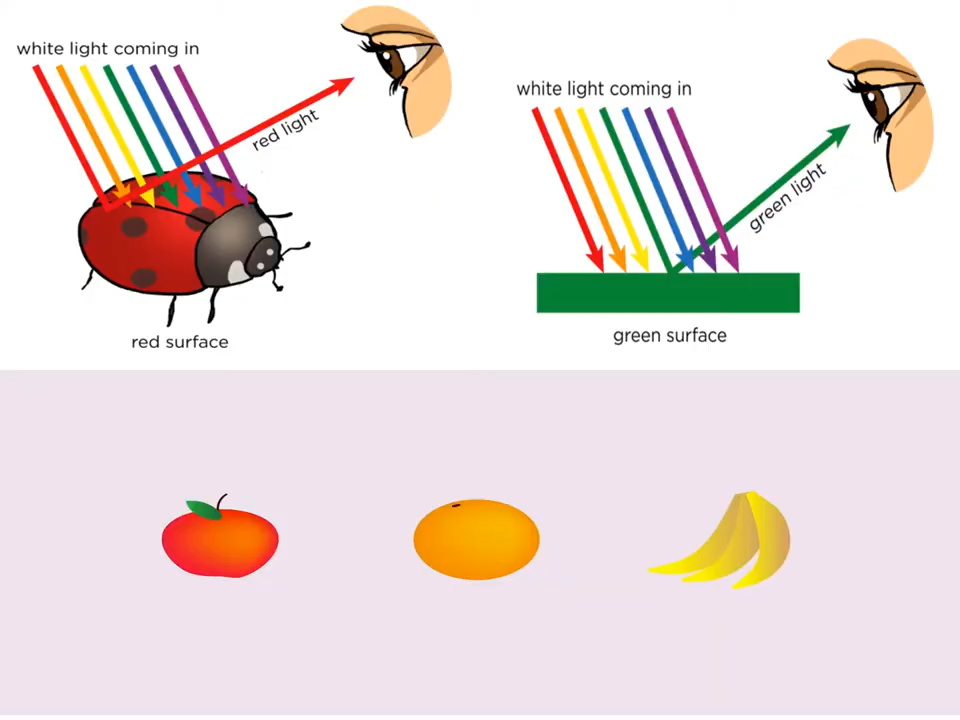 white light coming in
red light
red surface
white light coming in
green light
green surface